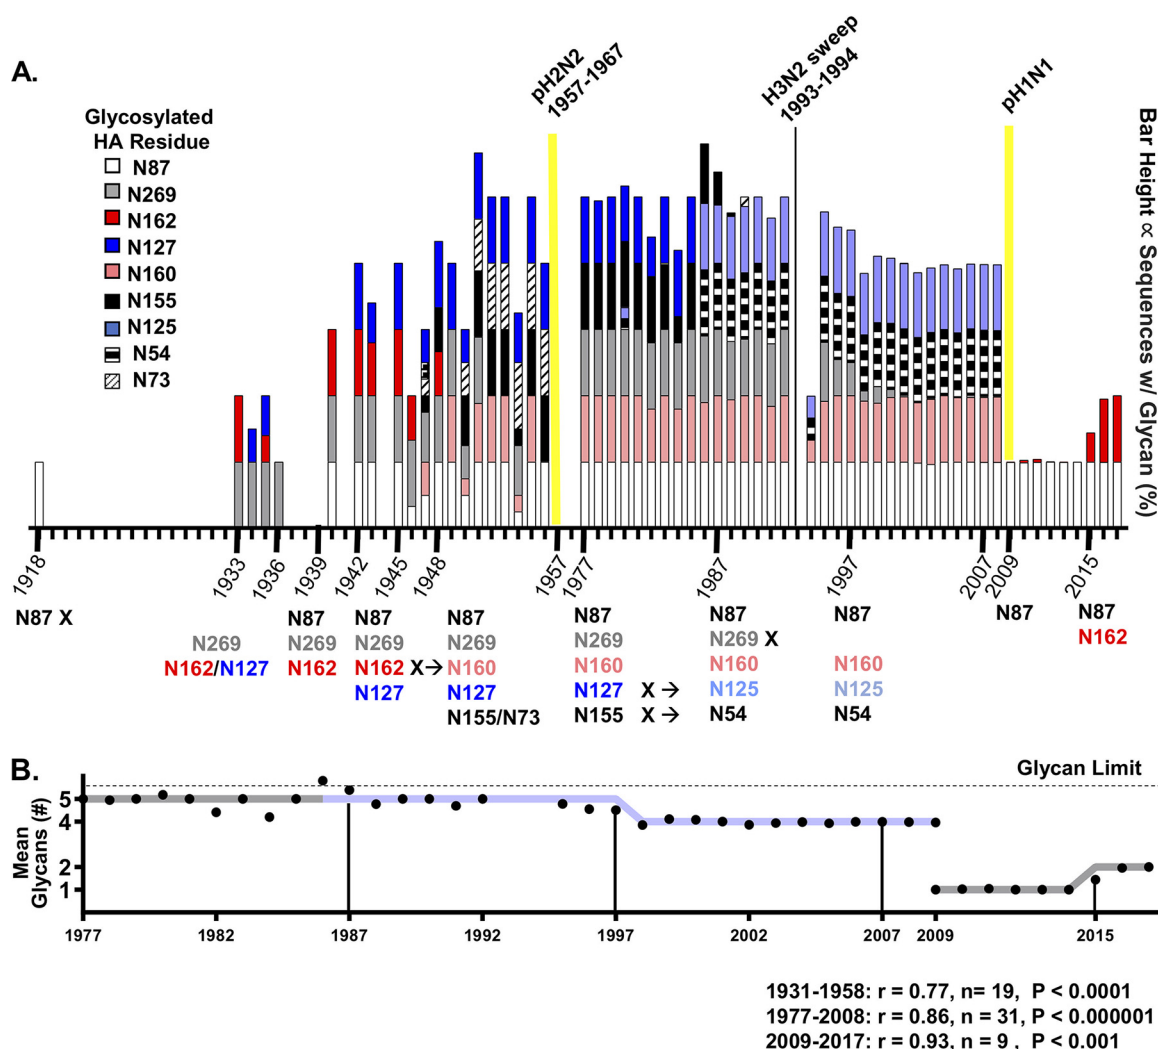 A.
pH2N2
1957-1967
H3N2 sweep
1993-1994
pH1N1
Glycosylated
HA Residue
N87
N269
N162
N127
N160
N155
N125
N54
N73
Bar Height ∝ Sequences w/ Glycan (%)
1918 1933 1936 1939 1942 1945 1948 1957 1977 1987 1997 2007 2009 2015
N87 X N87 N87 N87 N87 N87 N87 N87 N87
N269 N269 N269 N269 N269 N269 X N162
N162/N127 N162 N162 X→ N160 N160 N160 N160
N127 N127 N127 X → N125 N125
N155/N73 N155 X → N54 N54
B.
Glycan Limit
Mean
Glycans (#)
5
4
2
1
1977 1982 1987 1992 1997 2002 2007 2009 2015
1931-1958: r = 0.77, n= 19, P < 0.0001
1977-2008: r = 0.86, n = 31, P < 0.000001
2009-2017: r = 0.93, n = 9 , P < 0.001